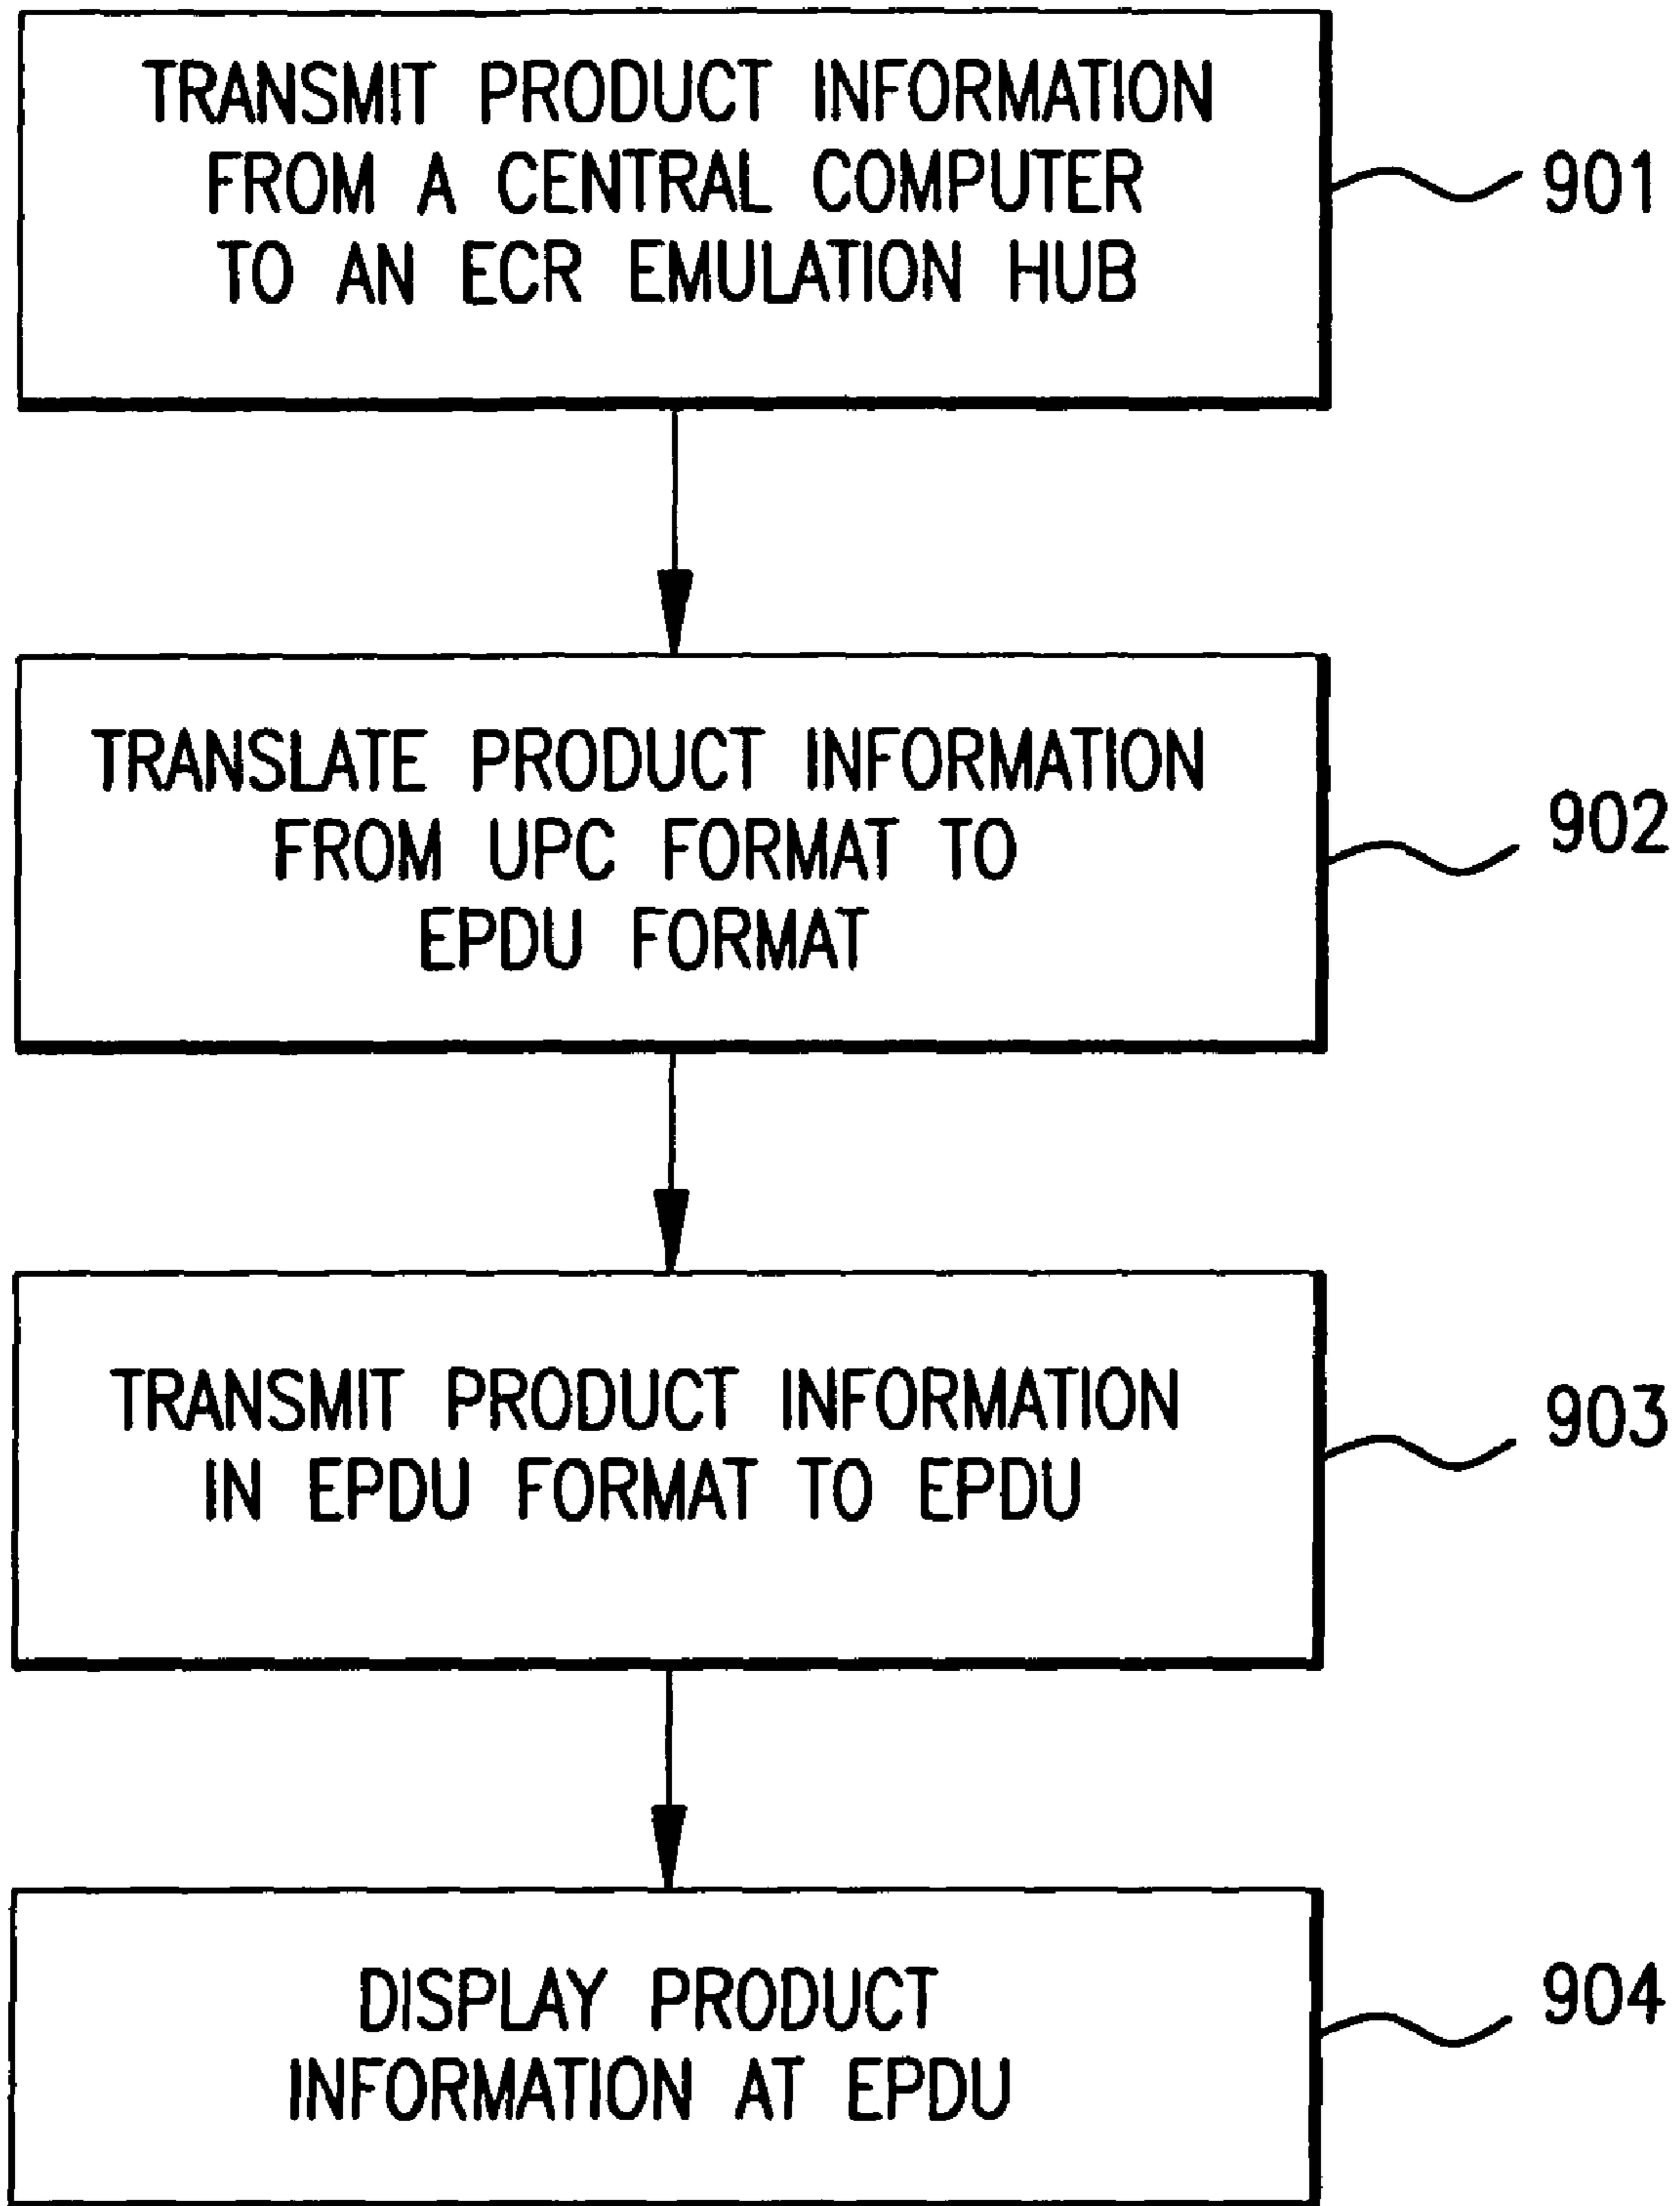 TRANSMIT PRODUCT INFORMATION
FROM A CENTRAL COMPUTER
TO AN ECR EMULATION HUB
901
TRANSLATE PRODUCT INFORMATION
FROM UPC FORMAT TO
EPDU FORMAT
902
TRANSMIT PRODUCT INFORMATION
IN EPDU FORMAT TO EPDU
903
DISPLAY PRODUCT
INFORMATION AT EPDU
904